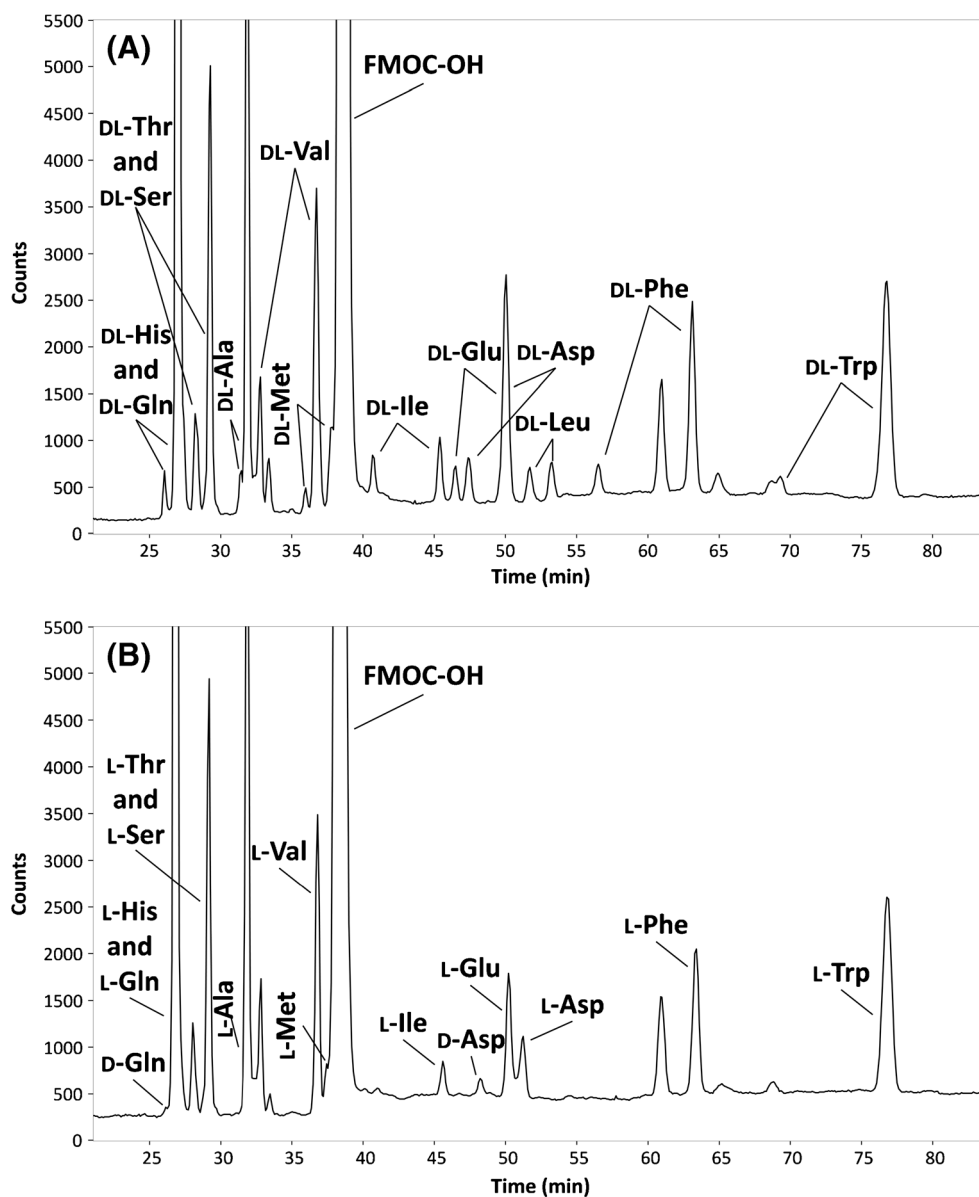 (A)
5500
5000
4500
4000
3500
3000
2500
2000
1500
1000
500
0
Counts
FMOC-OH
DL-Thr
and
DL-Ser
DL-Val
DL-His
and
DL-Gln
DL-Ala
DL-Met
DL-Ile
DL-Glu
DL-Asp
DL-Leu
DL-Phe
DL-Trp
25 30 35 40 45 50 55 60 65 70 75 80
Time (min)
(B)
5500
5000
4500
4000
3500
3000
2500
2000
1500
1000
500
0
Counts
FMOC-OH
L-Thr
and
L-Ser
L-Val
L-His
and
L-Gln
D-Gln
L-Ala
L-Met
L-Ile
L-Glu
D-Asp
L-Asp
L-Phe
L-Trp
25 30 35 40 45 50 55 60 65 70 75 80
Time (min)